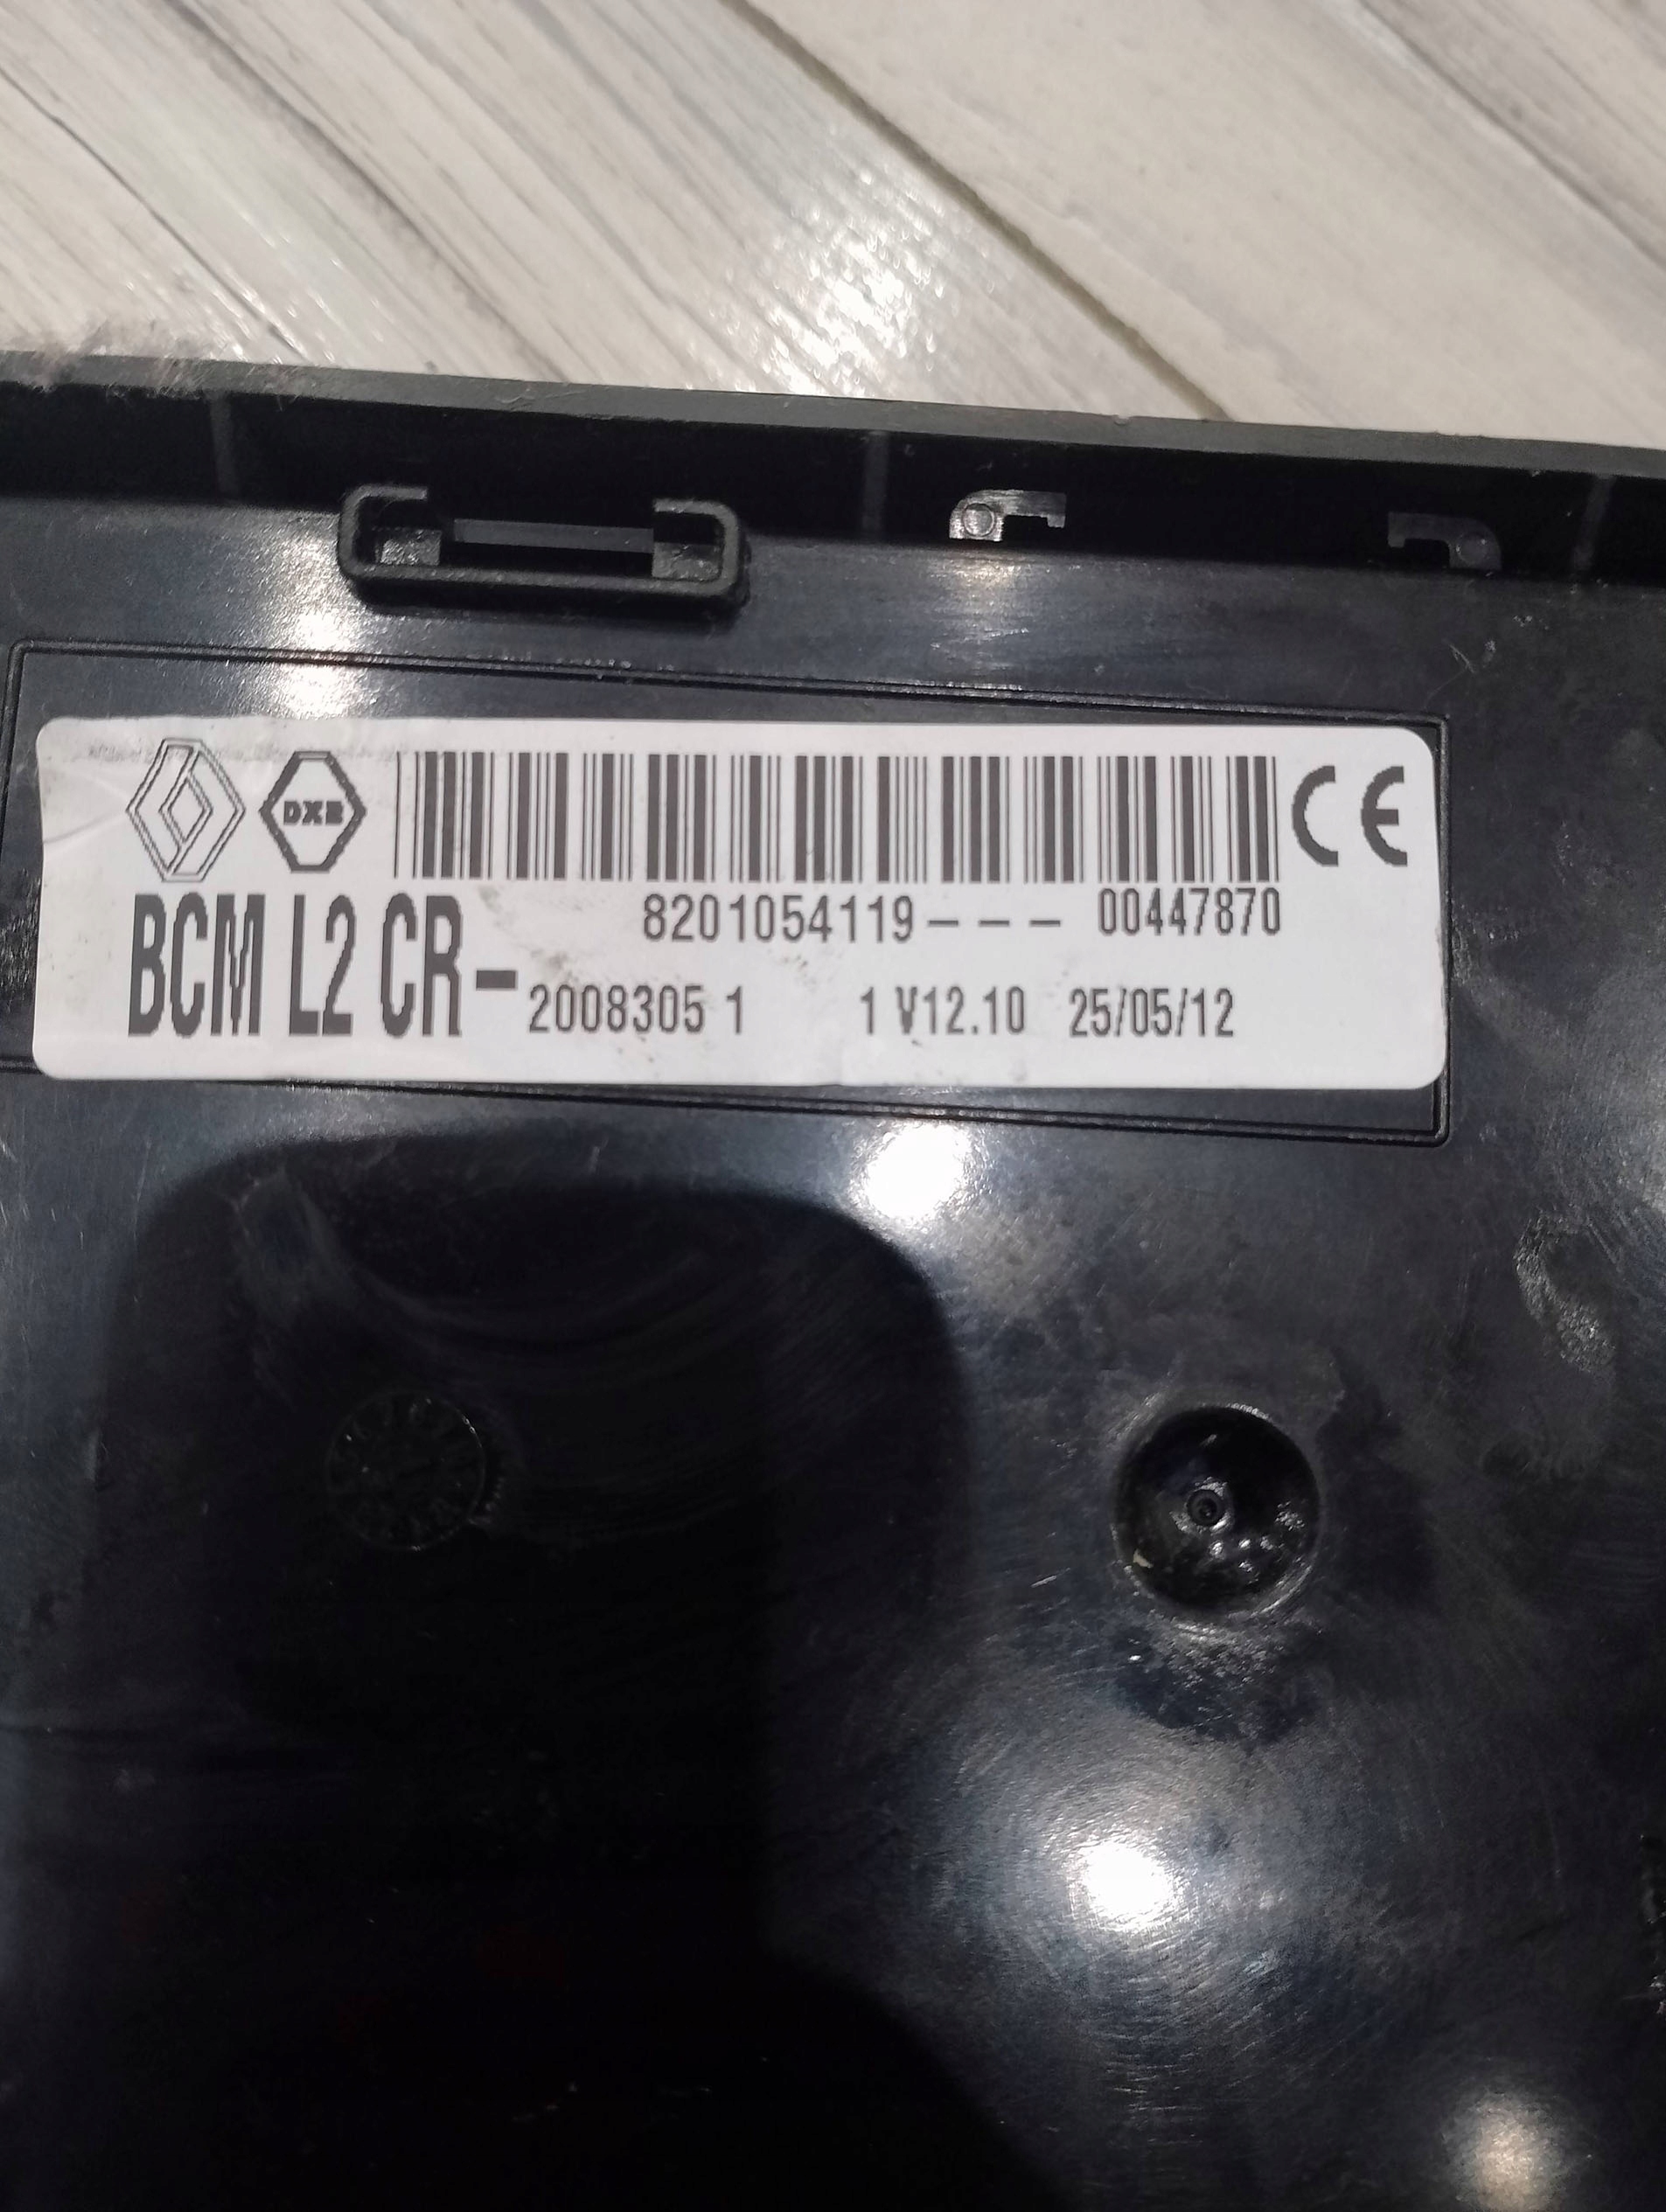 DXB
CE
8201054119--- 00447870
BCM L2 CR- 2008305 1 1 V12.10 25/05/12